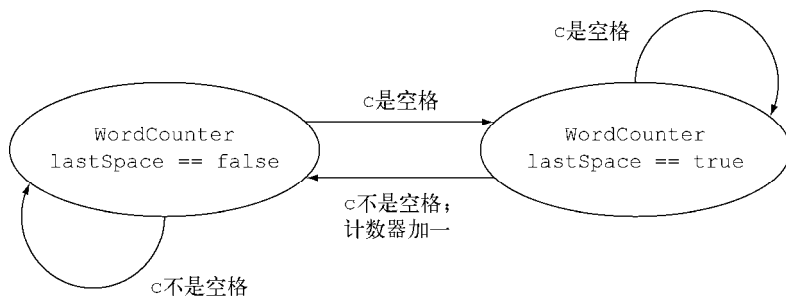 c是空格
c是空格
WordCounter
lastSpace == false
WordCounter
lastSpace == true
c不是空格；
计数器加一
c不是空格